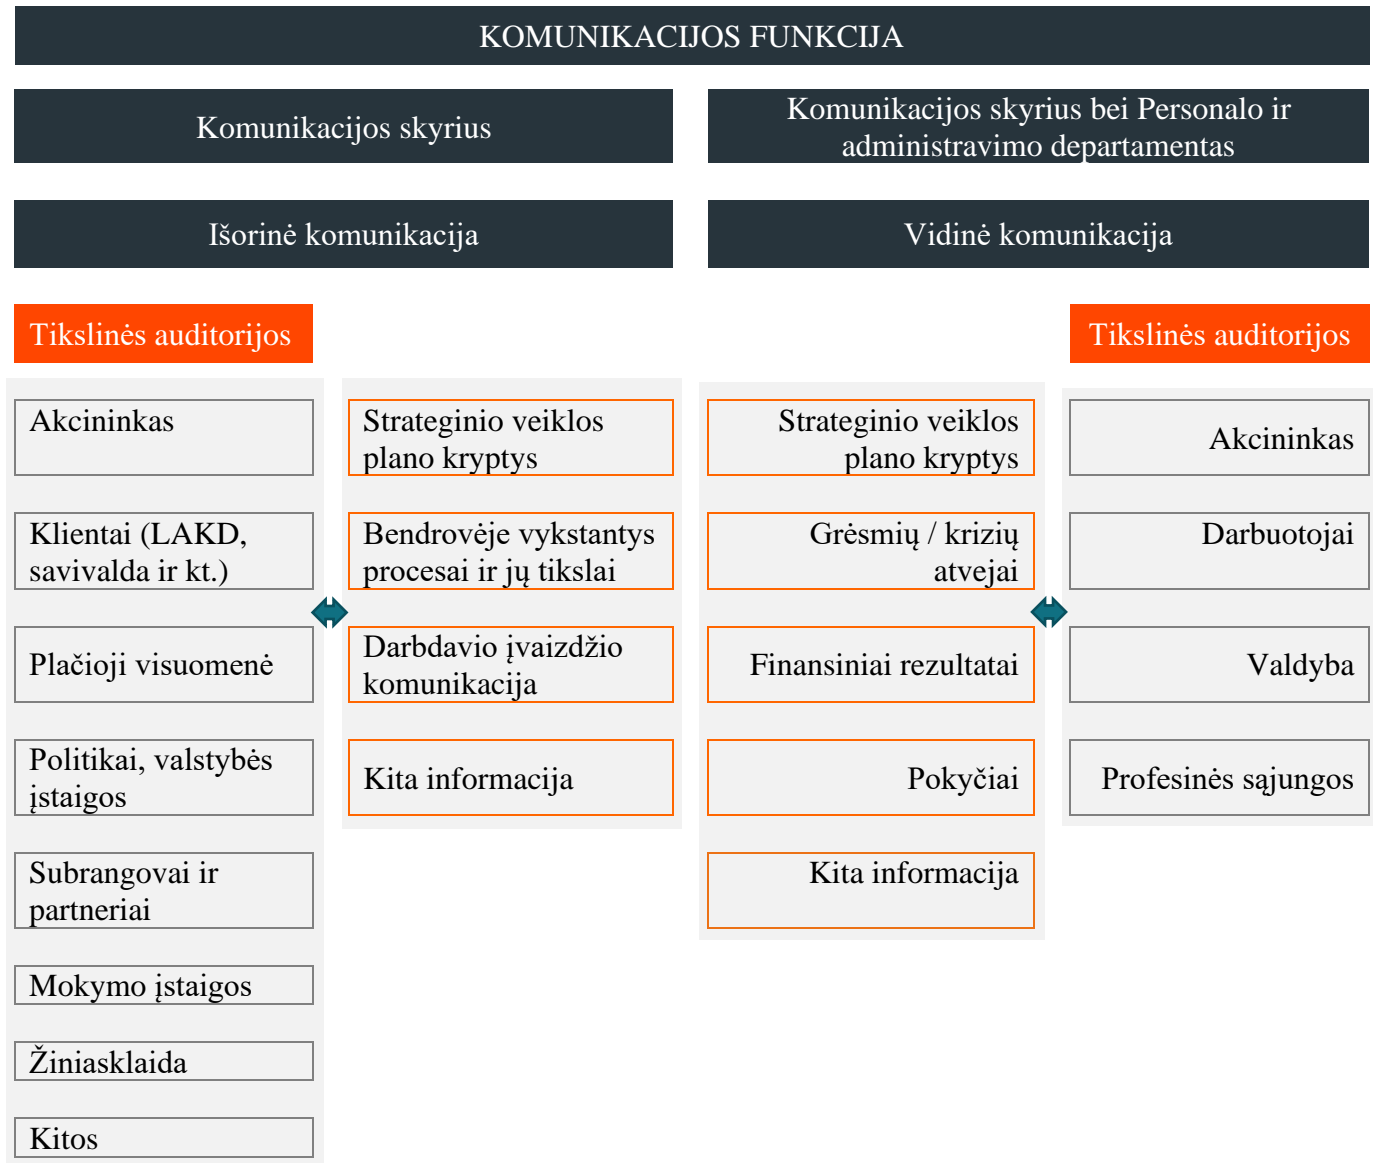 KOMUNIKACIJOS FUNKCIJA
Komunikacijos skyrius
Komunikacijos skyrius bei Personalo ir
administravimo departamentas
Išorinė komunikacija
Vidinė komunikacija
Tikslinės auditorijos
Tikslinės auditorijos
Akcininkas
Klientai (LAKD,
savivalda ir kt.)
Plačioji visuomenė
Politikai, valstybės
įstaigos
Subrangovai ir
partneriai
Mokymo įstaigos
Žiniasklaida
Kitos
Strateginio veiklos
plano kryptys
Bendrovėje vykstantys
procesai ir jų tikslai
Darbdavio įvaizdžio
komunikacija
Kita informacija
Strateginio veiklos
plano kryptys
Grėsmių / krizių
atvejai
Finansiniai rezultatai
Pokyčiai
Kita informacija
Akcininkas
Darbuotojai
Valdyba
Profesinės sąjungos